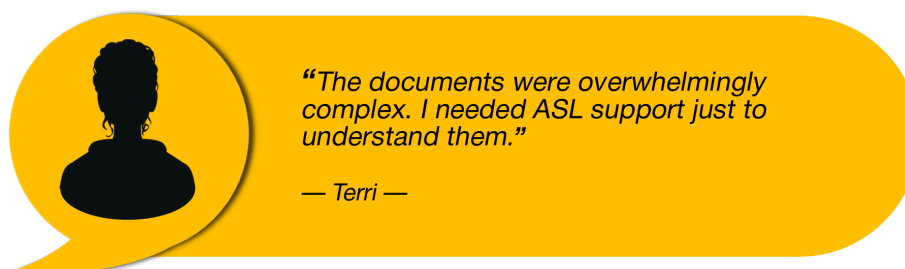 “The documents were overwhelmingly
complex. I needed ASL support just to
understand them.”
— Terri —